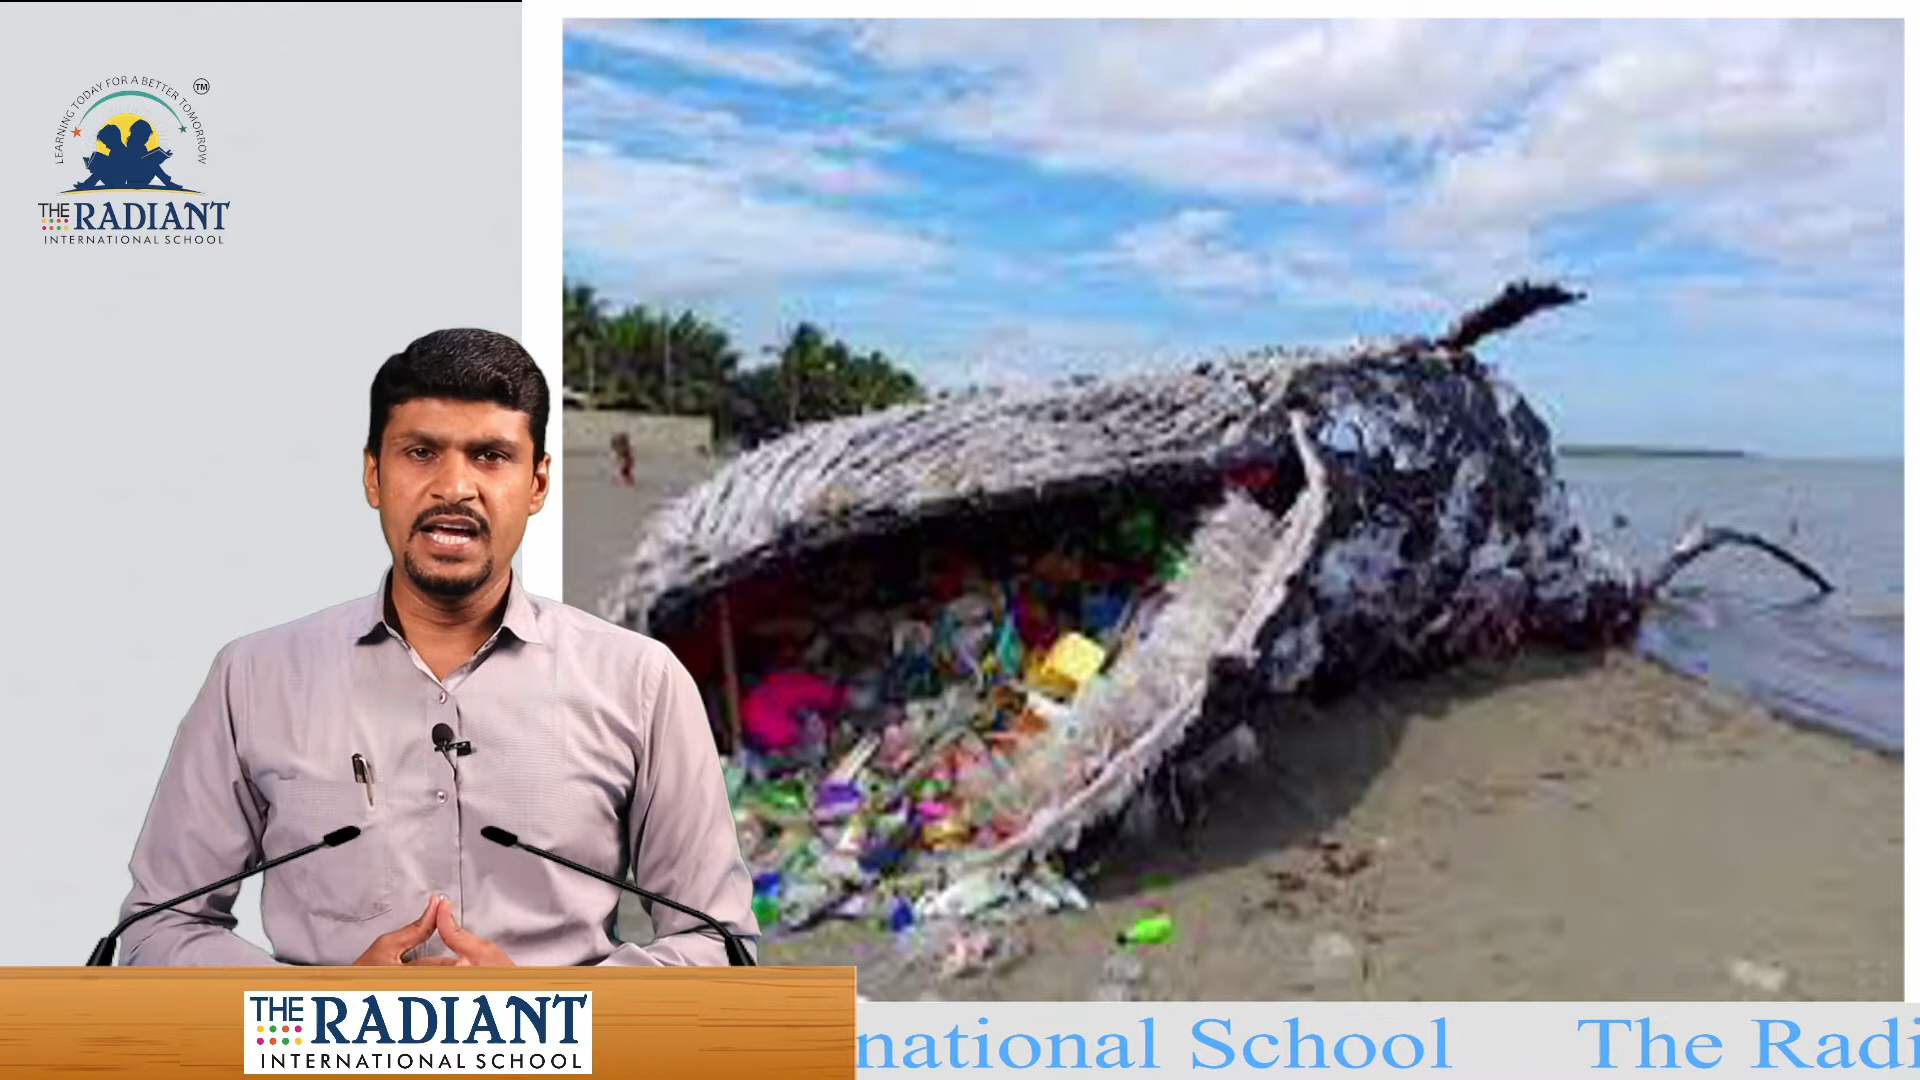 LEARNING TODAY FOR A BETTER TOMORROW
TM
THE RADIANT
INTERNATIONAL SCHOOL
THE RADIANT
INTERNATIONAL SCHOOL
national School The Radi